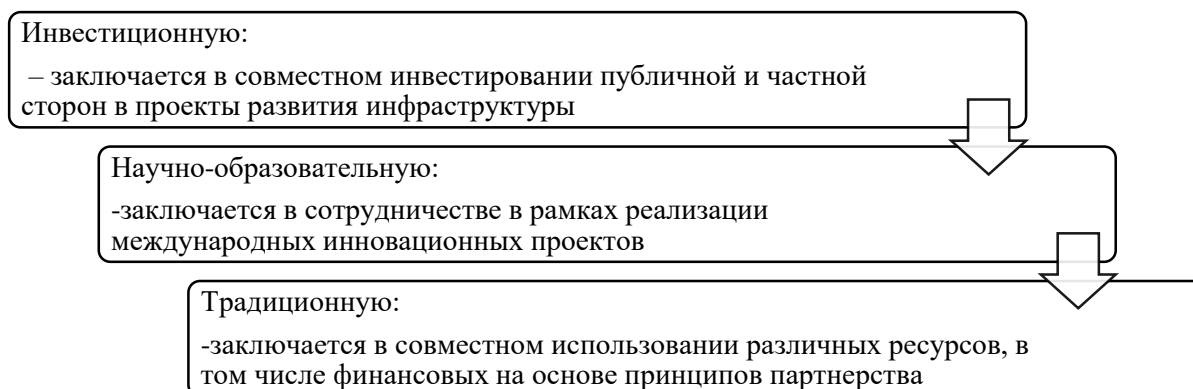 Инвестиционную:
– заключается в совместном инвестировании публичной и частной
сторон в проекты развития инфраструктуры
Научно-образовательную:
-заключается в сотрудничестве в рамках реализации
международных инновационных проектов
Традиционную:
-заключается в совместном использовании различных ресурсов, в
том числе финансовых на основе принципов партнерства